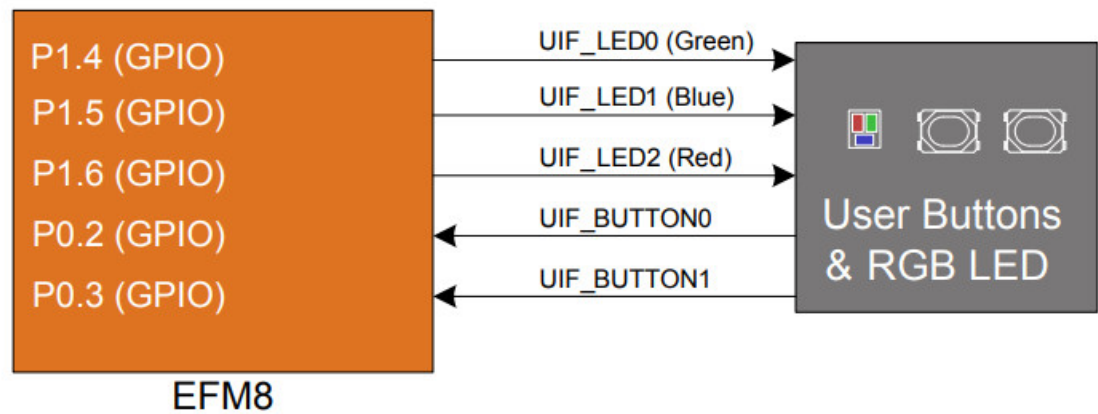 P1.4 (GPIO)
P1.5 (GPIO)
P1.6 (GPIO)
P0.2 (GPIO)
P0.3 (GPIO)
EFM8
UIF_LED0 (Green)
UIF_LED1 (Blue)
UIF_LED2 (Red)
UIF_BUTTON0
UIF_BUTTON1
User Buttons
& RGB LED